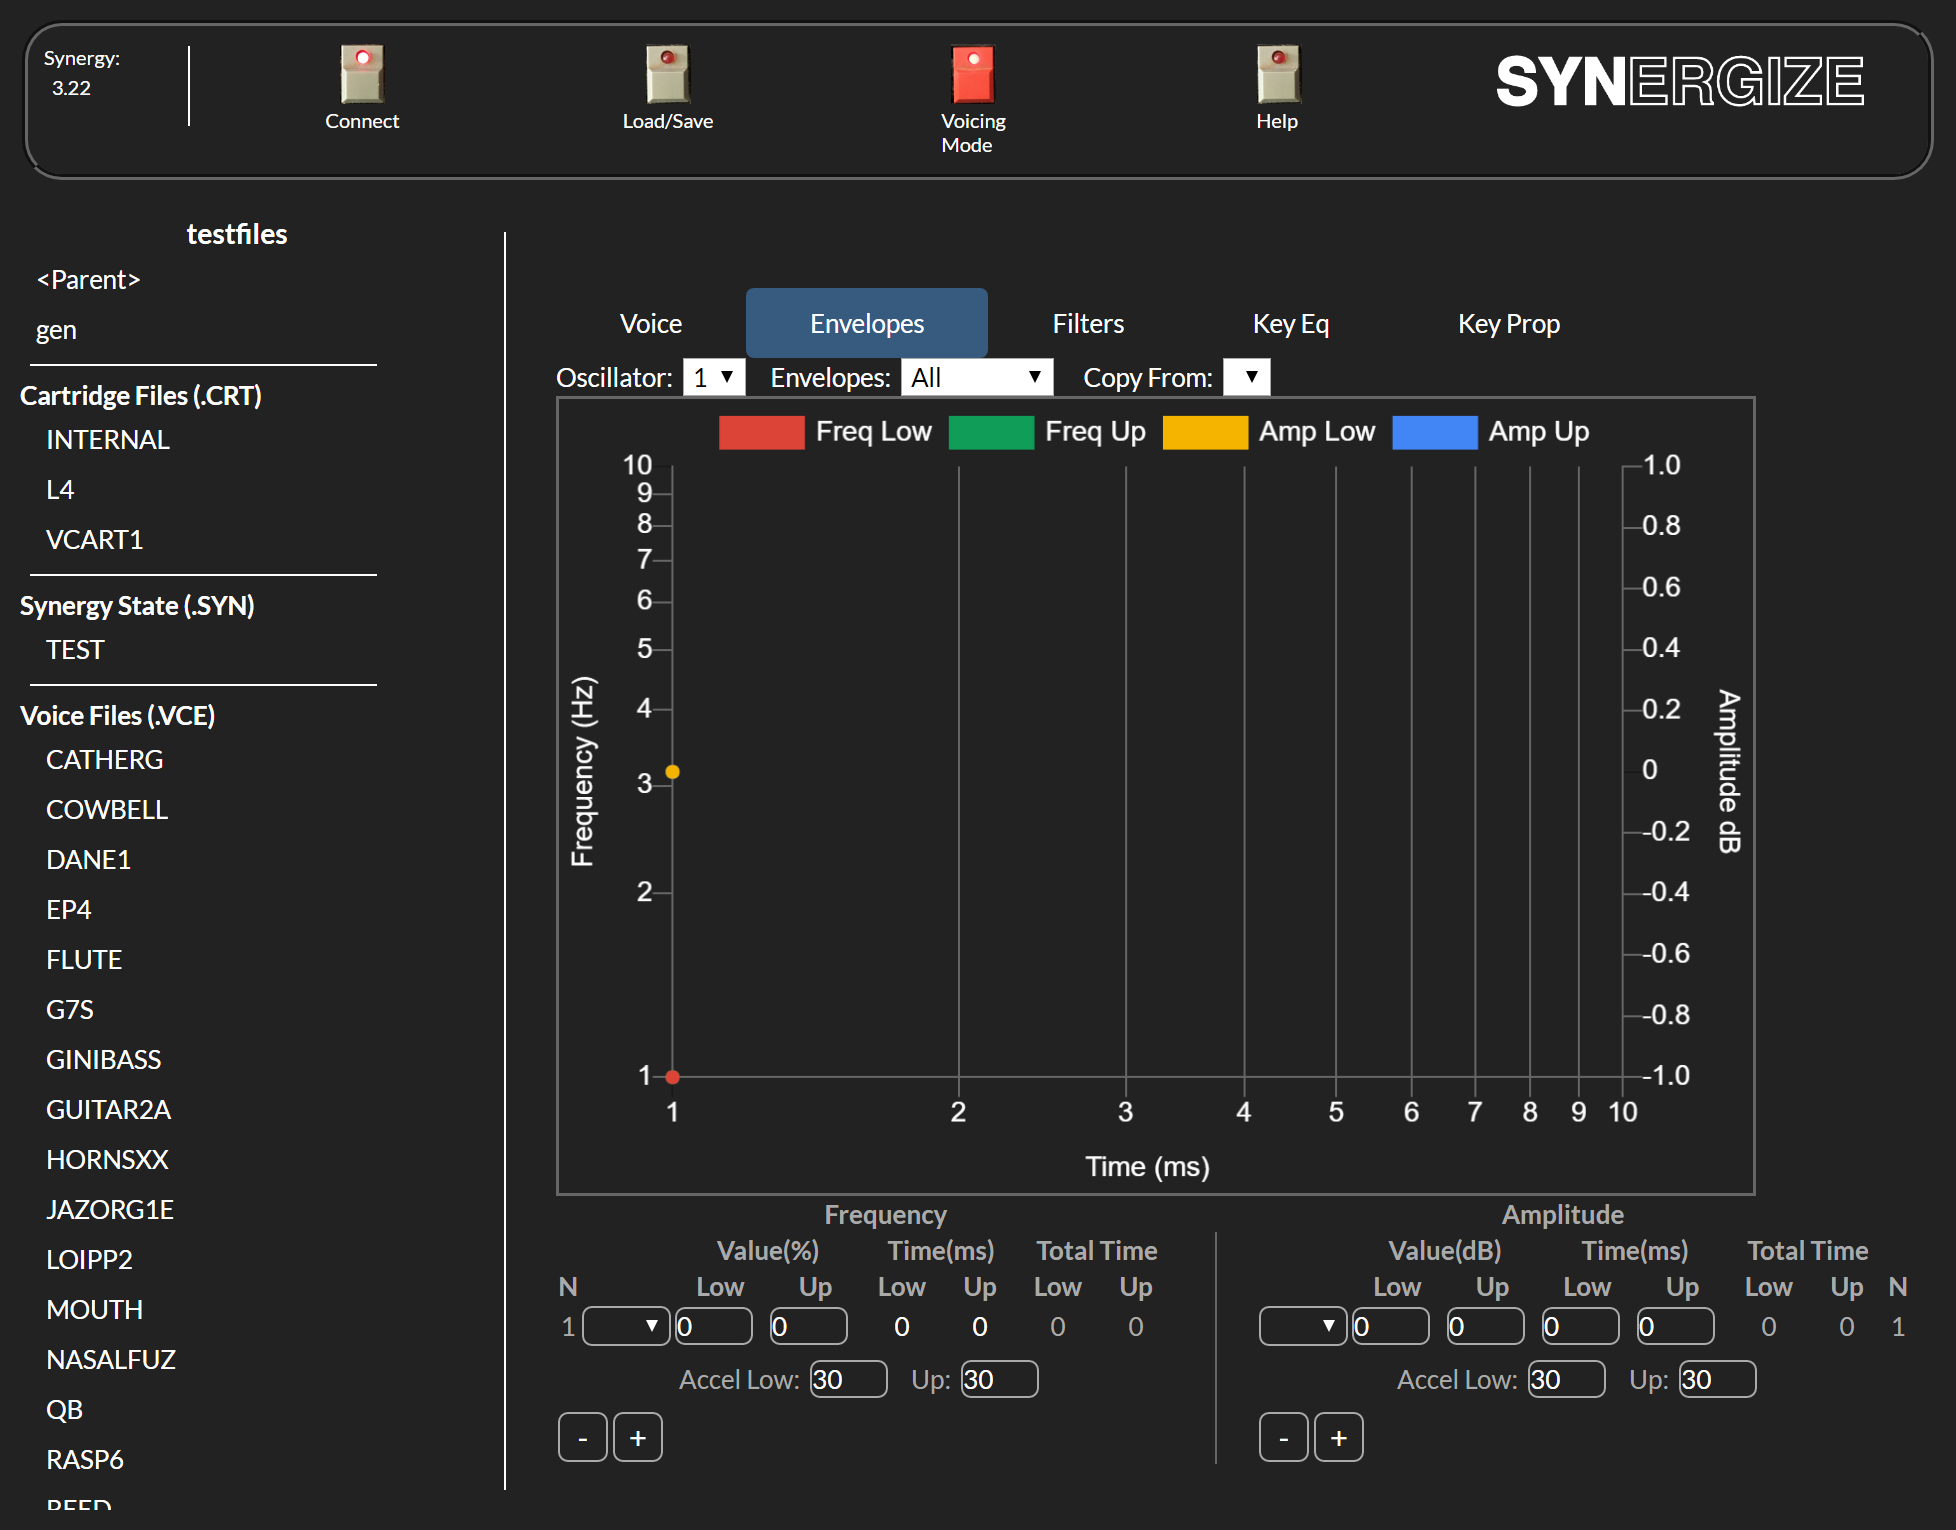 Synergy:
3.22
Connect
Load/Save
Voicing
Mode
Help
SYNERGIZE
testfiles
<Parent>
gen
Cartridge Files (.CRT)
INTERNAL
L4
VCART1
Synergy State (.SYN)
TEST
Voice Files (.VCE)
CATHERG
COWBELL
DANE1
EP4
FLUTE
G7S
GINIBASS
GUITAR2A
HORNSXX
JAZORG1E
LOIPP2
MOUTH
NASALFUZ
QB
RASP6
Voice Envelopes Filters Key Eq Key Prop
Oscillator: 1 Envelopes: All Copy From:
Freq Low Freq Up Amp Low Amp Up
10
9
8
7
6
5
4
3
2
1
Frequency (Hz)
1.0
0.8
0.6
0.4
0.2
0
-0.2
-0.4
-0.6
-0.8
-1.0
Amplitude dB
1 2 3 4 5 6 7 8 9 10
Time (ms)
Frequency
Value(%) Time(ms) Total Time
N Low Up Low Up Low Up
1 0 0 0 0 0 0
Accel Low: 30 Up: 30
- +
Amplitude
Value(dB) Time(ms) Total Time
Low Up Low Up Low Up N
0 0 0 0 0 0 1
Accel Low: 30 Up: 30
- +